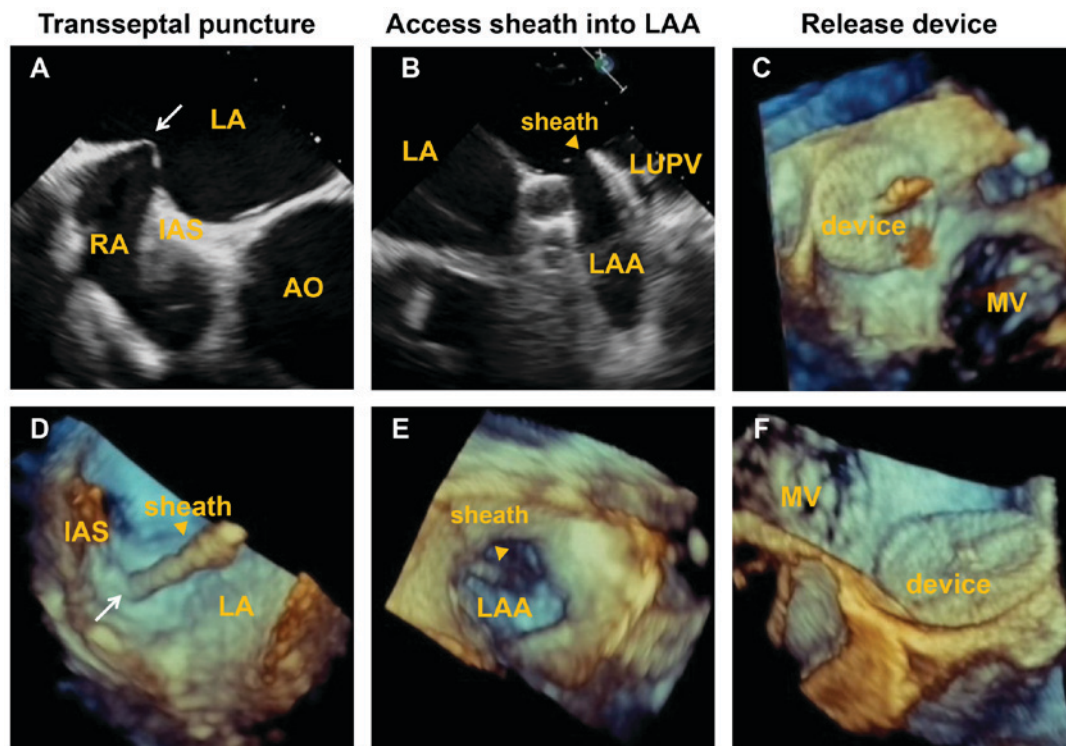 Transseptal puncture
Access sheath into LAA
Release device
A
LA
RA
IAS
AO
B
sheath
LA
LUPV
LAA
C
device
MV
D
sheath
IAS
LA
E
sheath
LAA
F
MV
device